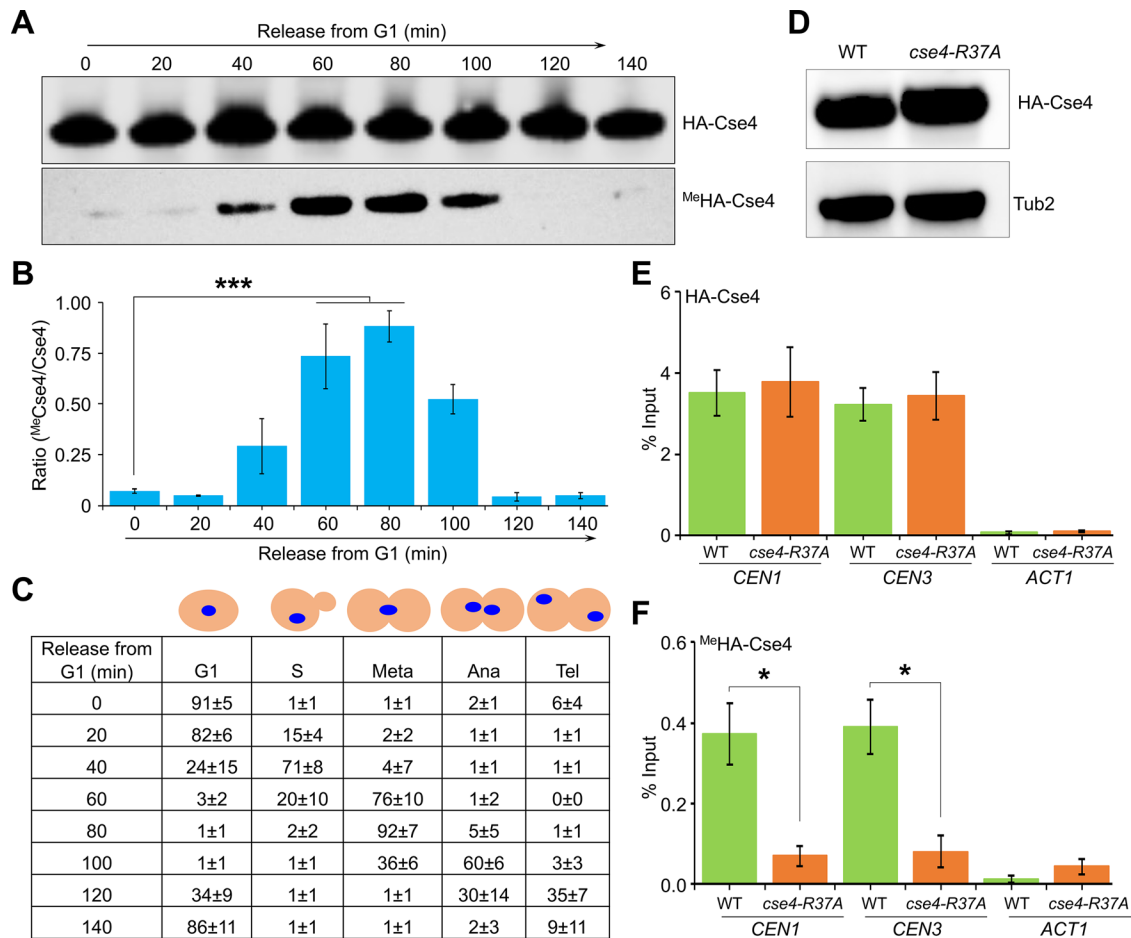 A
Release from G1 (min)
0 20 40 60 80 100 120 140
HA-Cse4
MeHA-Cse4
B
***
Ratio (MeCse4/Cse4)
1.00
0.75
0.50
0.25
0
0 20 40 60 80 100 120 140
Release from G1 (min)
C
Release from G1 (min) G1 S Meta Ana Tel
0 91±5 1±1 1±1 2±1 6±4
20 82±6 15±4 2±2 1±1 1±1
40 24±15 71±8 4±7 1±1 1±1
60 3±2 20±10 76±10 1±2 0±0
80 1±1 2±2 92±7 5±5 1±1
100 1±1 1±1 36±6 60±6 3±3
120 34±9 1±1 1±1 30±14 35±7
140 86±11 1±1 1±1 2±3 9±11
D
WT cse4-R37A
HA-Cse4
Tub2
E
HA-Cse4
% Input
6
4
2
0
WT cse4-R37A WT cse4-R37A WT cse4-R37A
CEN1 CEN3 ACT1
F
MeHA-Cse4
* *
% Input
0.6
0.4
0.2
0.0
WT cse4-R37A WT cse4-R37A WT cse4-R37A
CEN1 CEN3 ACT1